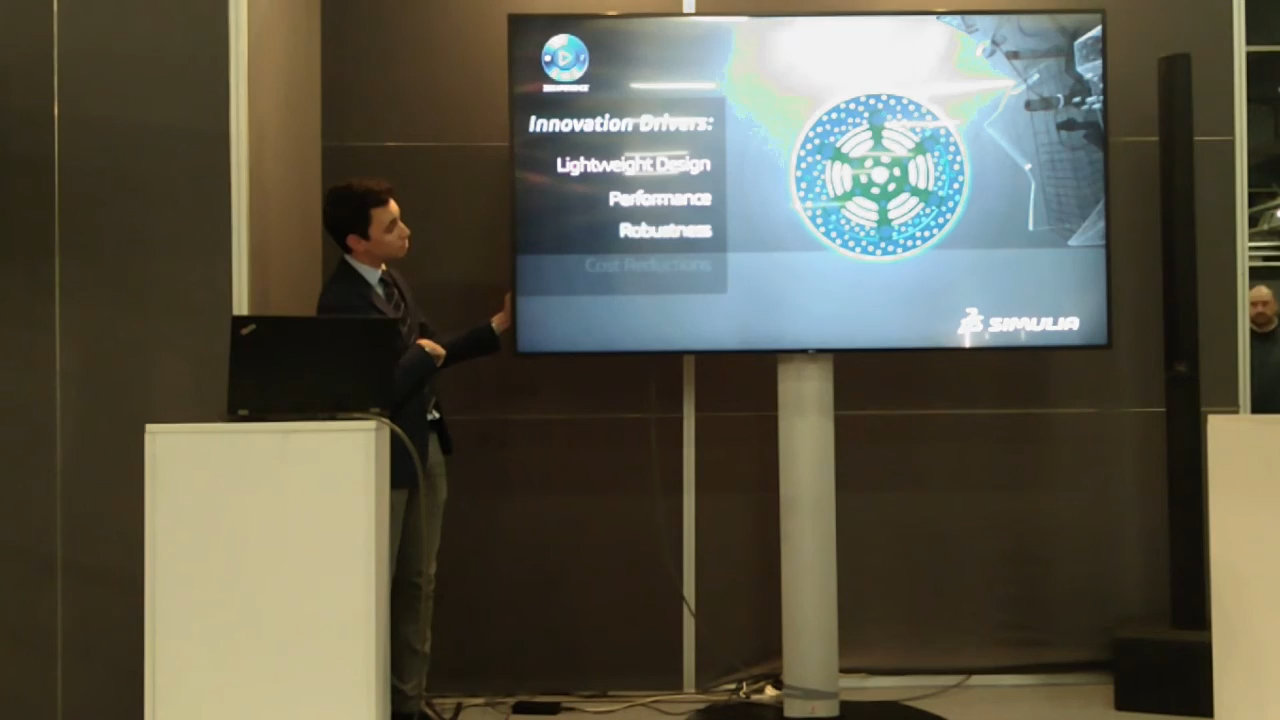 Innovation Drivers:
Lightweight Design
Performance
Robustness
Cost Reductions
SIMULIA